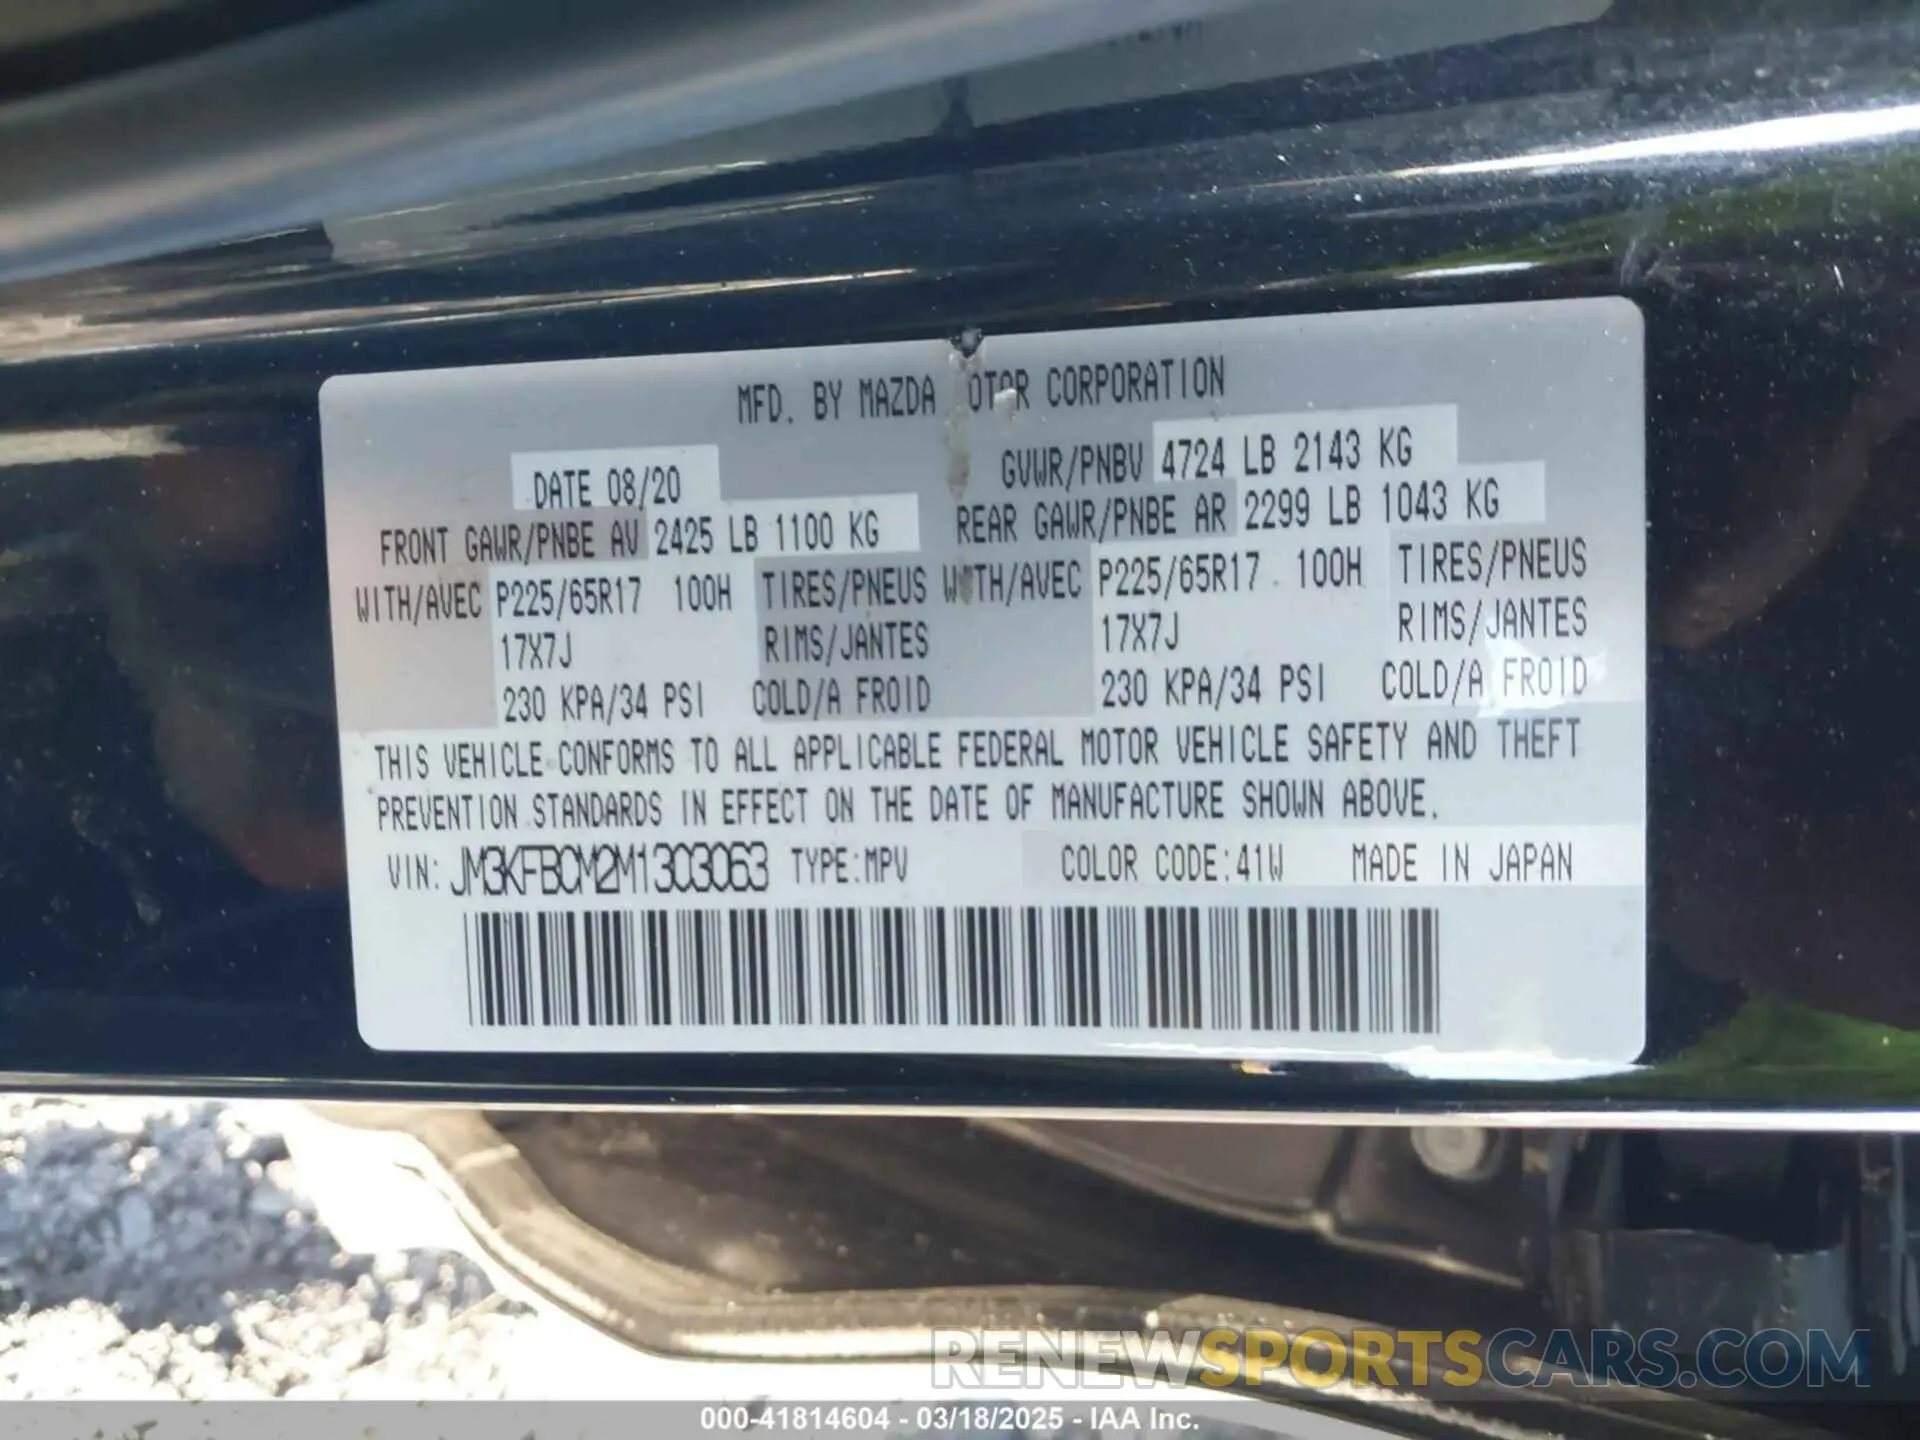 MFD. BY MAZDA MOTOR CORPORATION
DATE 08/20 GVWR/PNBV 4724 LB 2143 KG
FRONT GAWR/PNBE AV 2425 LB 1100 KG REAR GAWR/PNBE AR 2299 LB 1043 KG
WITH/AVEC P225/65R17 100H TIRES/PNEUS WITH/AVEC P225/65R17 100H TIRES/PNEUS
17X7J RIMS/JANTES 17X7J RIMS/JANTES
230 KPA/34 PSI COLD/A FROID 230 KPA/34 PSI COLD/A FROID
THIS VEHICLE CONFORMS TO ALL APPLICABLE FEDERAL MOTOR VEHICLE SAFETY AND THEFT
PREVENTION STANDARDS IN EFFECT ON THE DATE OF MANUFACTURE SHOWN ABOVE.
VIN: JM3KFBCM2M1303063 TYPE:MPV COLOR CODE:41W MADE IN JAPAN
RENEWSPORTSCARS.COM
000-41814604 - 03/18/2025 - IAA Inc.